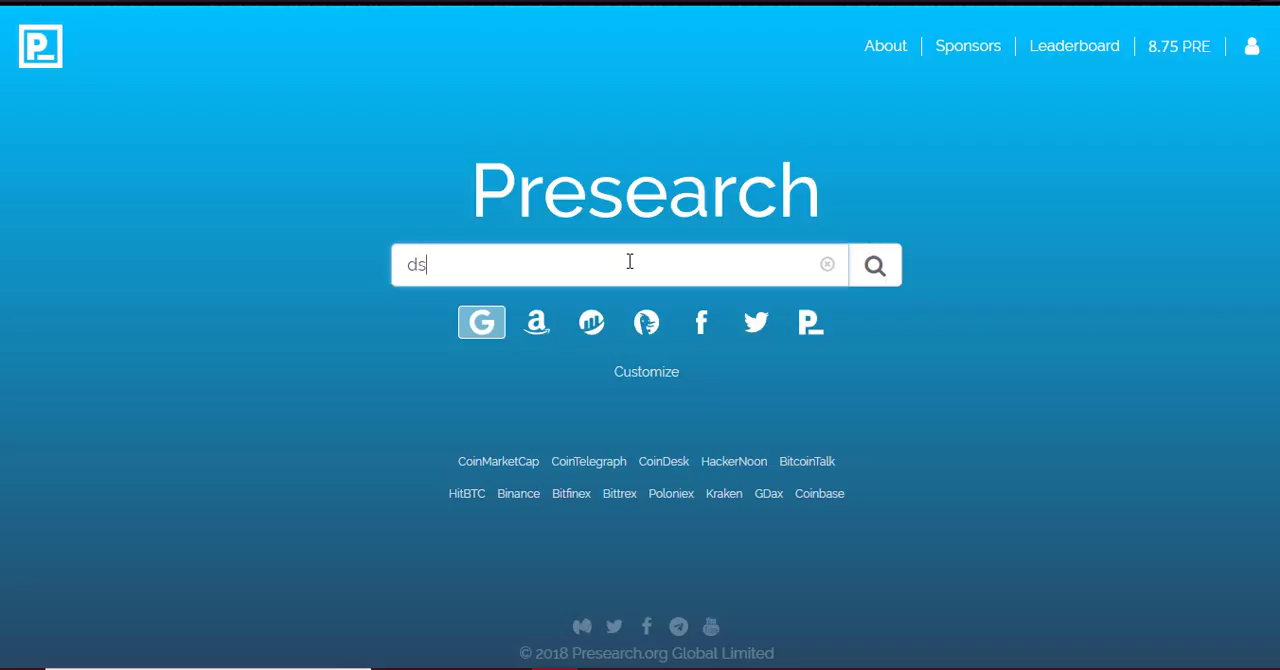 P_
About
Sponsors
Leaderboard
8.75 PRE
Presearch
ds
Customize
CoinMarketCap CoinTelegraph CoinDesk HackerNoon BitcoinTalk
HitBTC Binance Bitfinex Bittrex Poloniex Kraken GDax Coinbase
© 2018 Presearch.org Global Limited